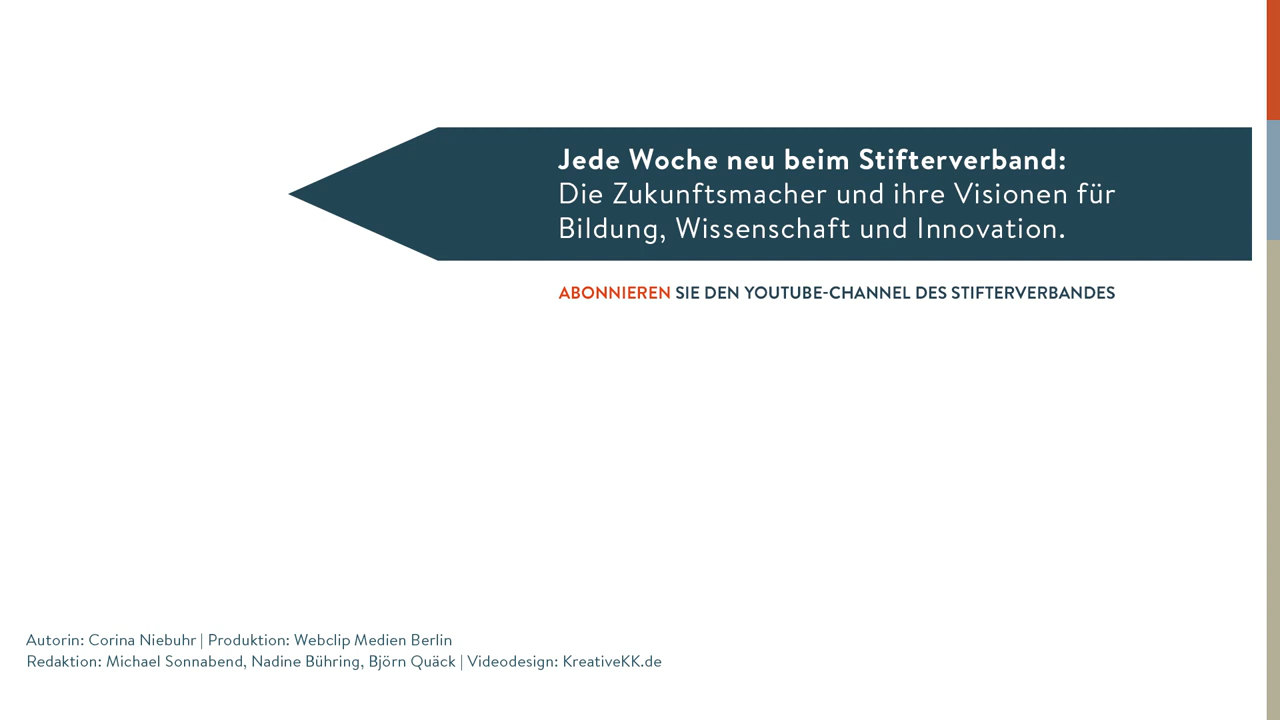 Jede Woche neu beim Stifterverband:
Die Zukunftsmacher und ihre Visionen für
Bildung, Wissenschaft und Innovation.
ABONNIEREN SIE DEN YOUTUBE-CHANNEL DES STIFTERVERBANDES
Autorin: Corina Niebuhr | Produktion: Webclip Medien Berlin
Redaktion: Michael Sonnabend, Nadine Bühring, Björn Quäck | Videodesign: KreativeKK.de